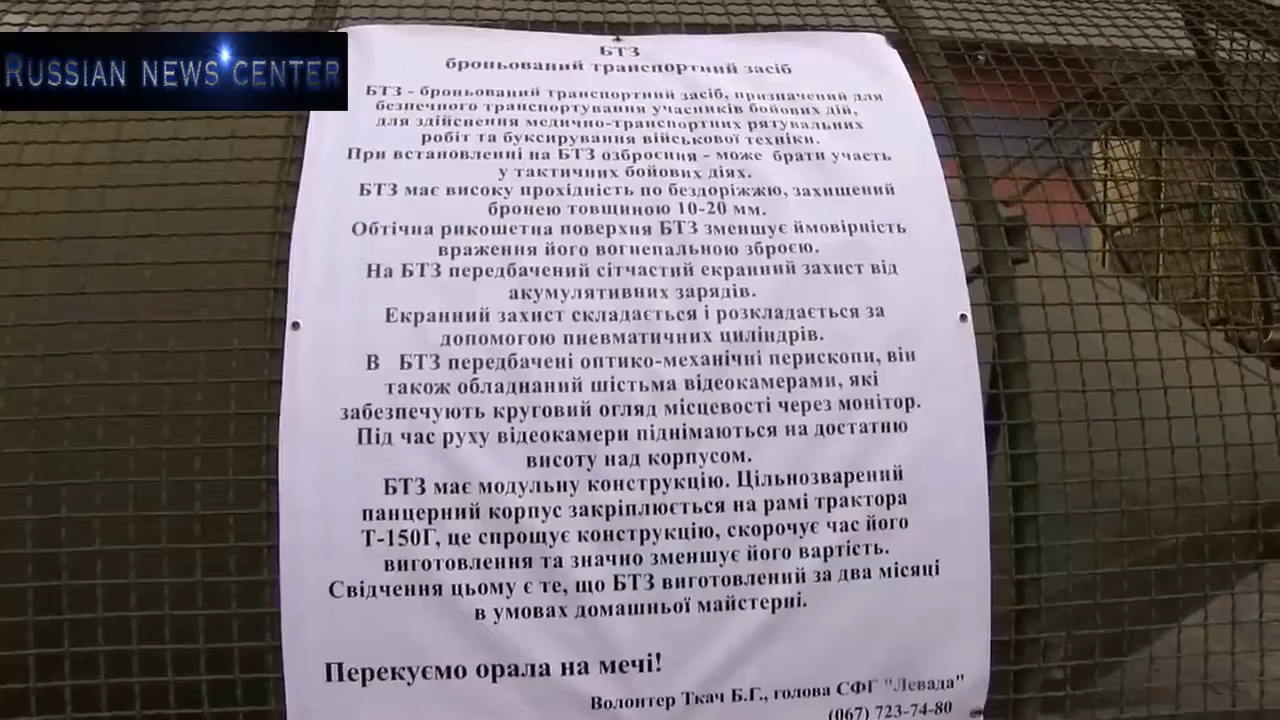 RUSSIAN NEWS CENTER
БТЗ
броньований транспортний засіб
БТЗ - броньований транспортний засіб, призначений для
безпечного транспортування учасників бойових дій,
для здійснення медично-транспортних рятувальних
робіт та буксирування військової техніки.
При встановленні на БТЗ озброєння - може брати участь
у тактичних бойових діях.
БТЗ має високу прохідність по бездоріжжю, захищений
бронею товщиною 10-20 мм.
Обтічна рикошетна поверхня БТЗ зменшує ймовірність
враження його вогнепальною зброєю.
На БТЗ передбачений сітчастий екранний захист від
акумулятивних зарядів.
Екранний захист складається і розкладається за
допомогою пневматичних циліндрів.
В БТЗ передбачені оптико-механічні перископи, він
також обладнаний шістьма відеокамерами, які
забезпечують круговий огляд місцевості через монітор.
Під час руху відеокамери піднімаються на достатню
висоту над корпусом.
БТЗ має модульну конструкцію. Цільнозварений
панцерний корпус закріплюється на рамі трактора
Т-150Г, це спрощує конструкцію, скорочує час його
виготовлення та значно зменшує його вартість.
Свідчення цьому є те, що БТЗ виготовлений за два місяці
в умовах домашньої майстерні.
Перекуємо орала на мечі!
Волонтер Ткач Б.Г., голова СФГ "Левада"
(067) 723-74-80